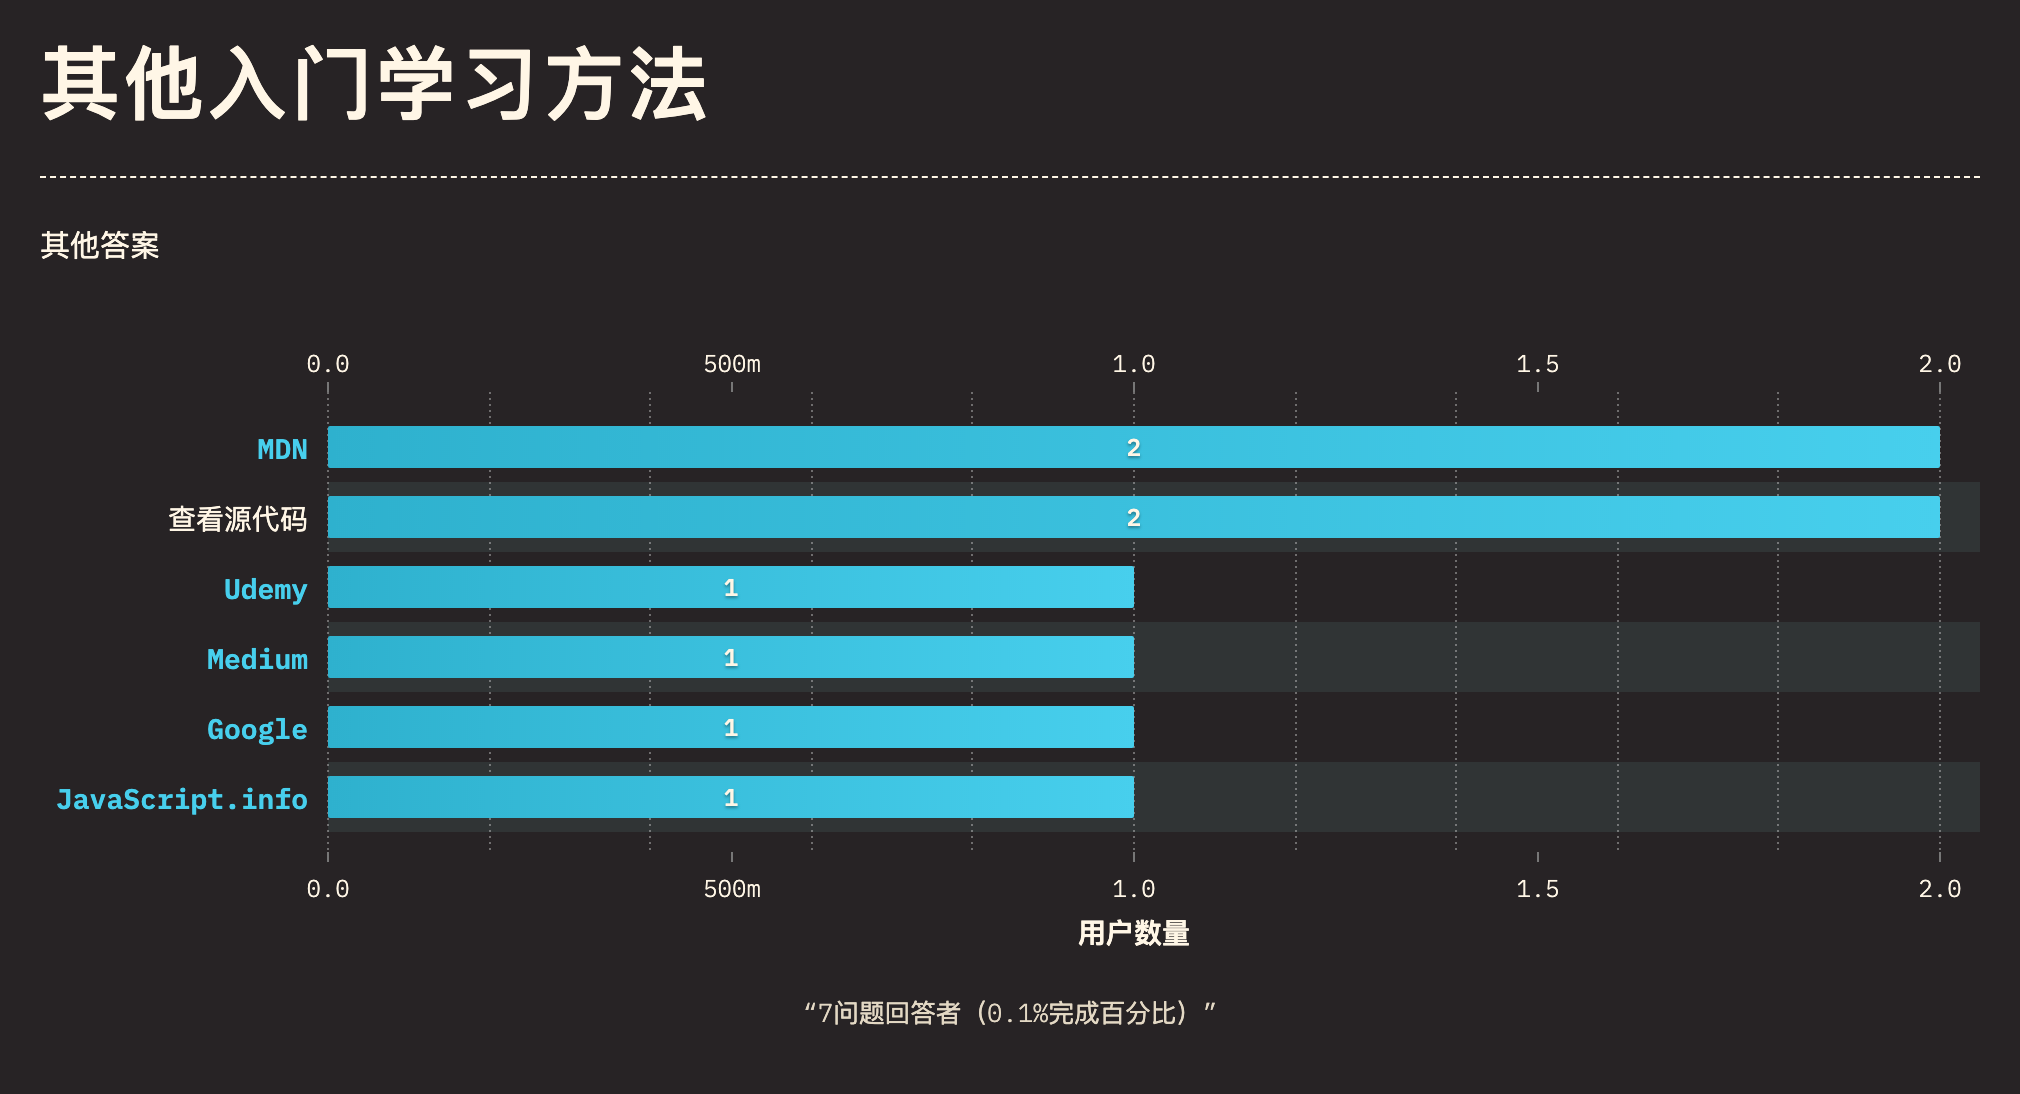 其他入门学习方法
其他答案
0.0 500m 1.0 1.5 2.0
MDN 2
查看源代码 2
Udemy 1
Medium 1
Google 1
JavaScript.info 1
0.0 500m 1.0 1.5 2.0
用户数量
“7问题回答者（0.1%完成百分比）”